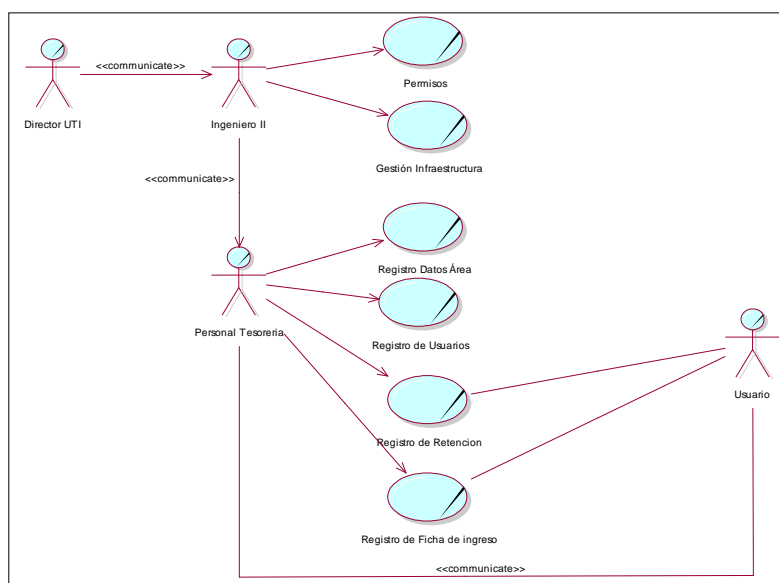 Permisos
<<communicate>>
Director UTI
Ingeniero II
Gestión Infraestructura
<<communicate>>
Registro Datos Área
Personal Tesoreria
Registro de Usuarios
Usuario
Registro de Retencion
Registro de Ficha de ingreso
<<communicate>>